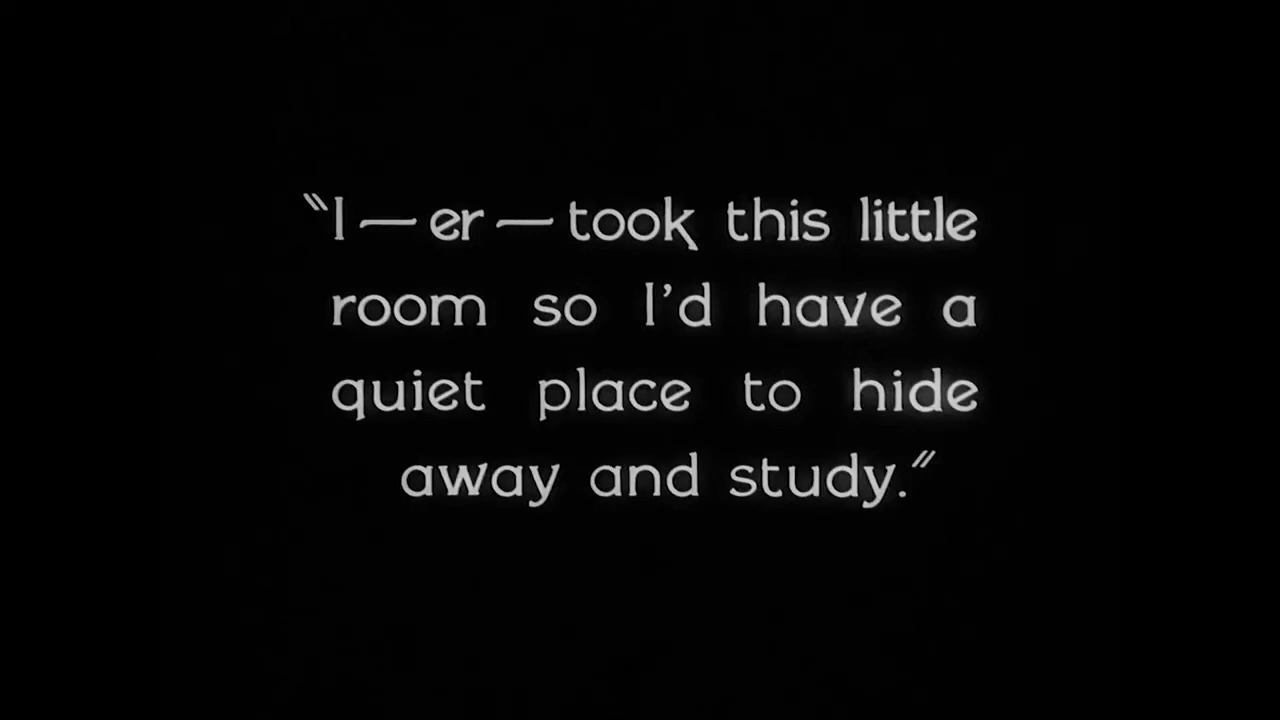 “I — er — took this little
room so I’d have a
quiet place to hide
away and study.”